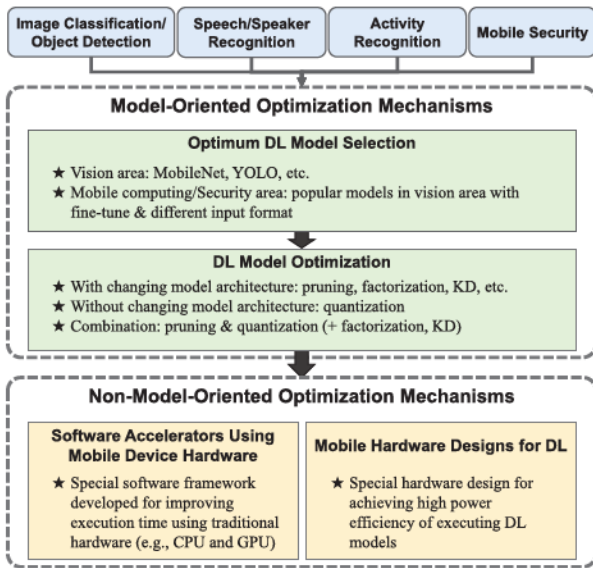 Image Classification/
Object Detection
Speech/Speaker
Recognition
Activity
Recognition
Mobile Security
Model-Oriented Optimization Mechanisms
Optimum DL Model Selection
★ Vision area: MobileNet, YOLO, etc.
★ Mobile computing/Security area: popular models in vision area with
fine-tune & different input format
DL Model Optimization
★ With changing model architecture: pruning, factorization, KD, etc.
★ Without changing model architecture: quantization
★ Combination: pruning & quantization (+ factorization, KD)
Non-Model-Oriented Optimization Mechanisms
Software Accelerators Using
Mobile Device Hardware
★ Special software framework
developed for improving
execution time using traditional
hardware (e.g., CPU and GPU)
Mobile Hardware Designs for DL
★ Special hardware design for
achieving high power
efficiency of executing DL
models